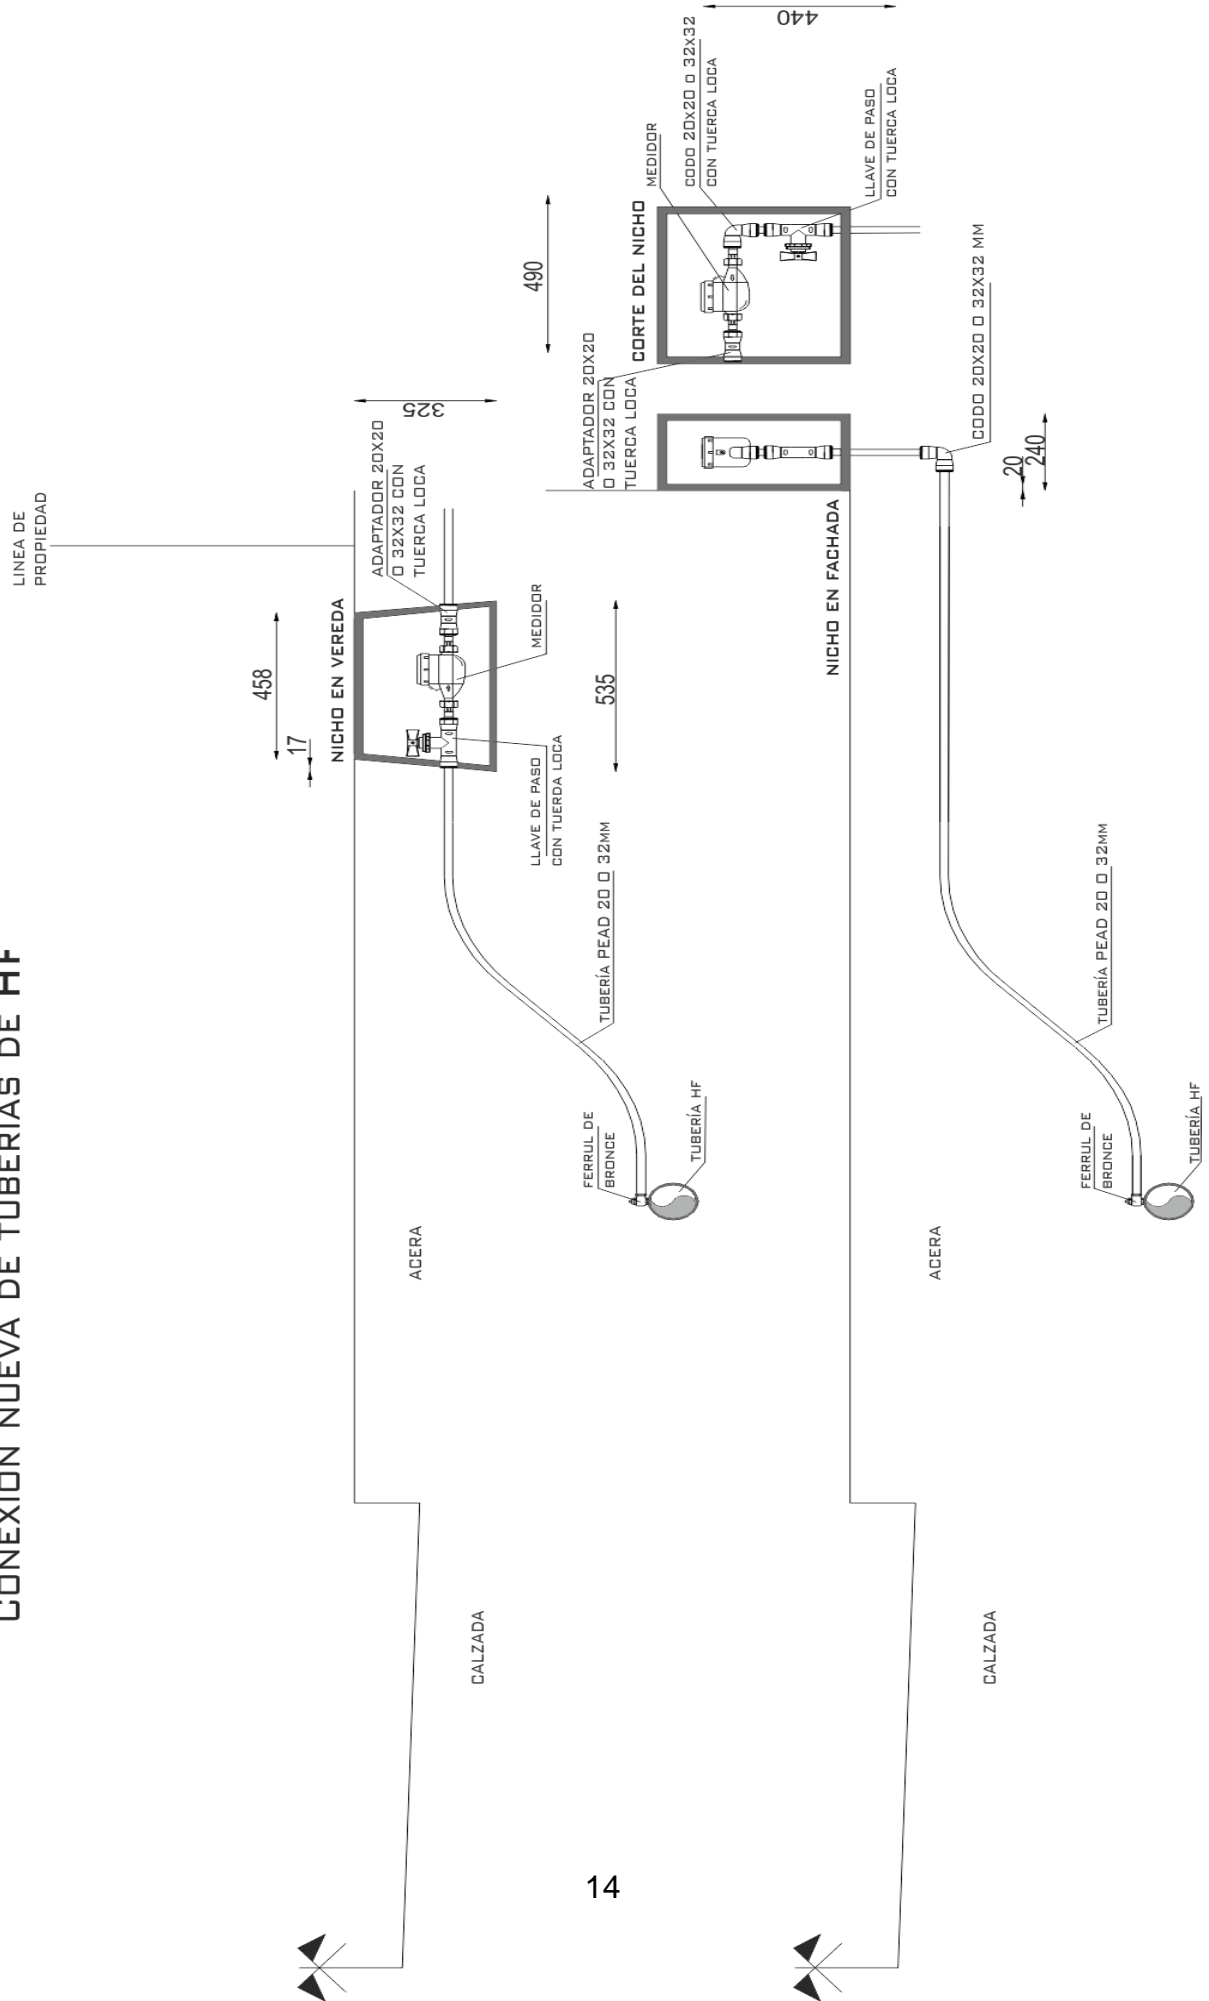 CONEXIÓN NUEVA DE TUBERÍAS DE HF
LINEA DE
PROPIEDAD
458
17
NICHO EN VEREDA
325
ADAPTADOR 20X20
O 32X32 CON
TUERCA LOCA
MEDIDOR
LLAVE DE PASO
CON TUERDA LOCA
535
TUBERÍA PEAD 20 O 32MM
FERRUL DE
BRONCE
TUBERÍA HF
ACERA
CALZADA
490
440
CORTE DEL NICHO
MEDIDOR
CODO 20X20 O 32X32
CON TUERCA LOCA
LLAVE DE PASO
CON TUERCA LOCA
ADAPTADOR 20X20
O 32X32 CON
TUERCA LOCA
NICHO EN FACHADA
CODO 20X20 O 32X32 MM
20
240
TUBERÍA PEAD 20 O 32MM
FERRUL DE
BRONCE
TUBERÍA HF
ACERA
CALZADA
14